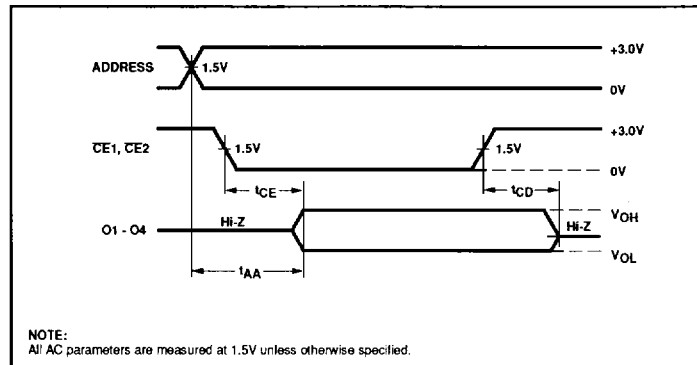 +3.0V
ADDRESS
1.5V
0V
+3.0V
CE1, CE2
1.5V
1.5V
0V
tCE
tCD
VOH
Hi-Z
Hi-Z
O1 - O4
VOL
tAA
NOTE:
All AC parameters are measured at 1.5V unless otherwise specified.